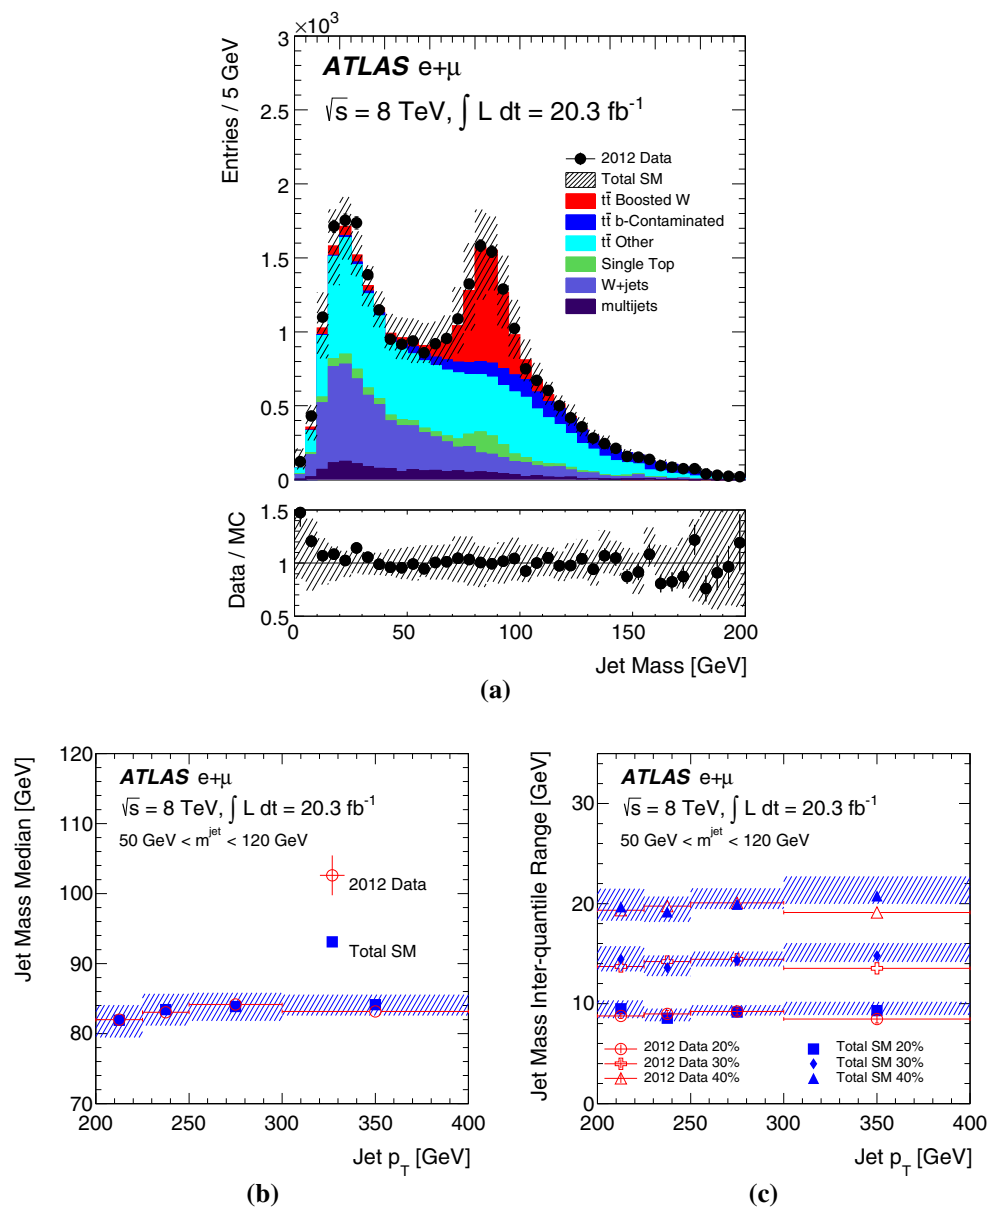 ×10³
Entries / 5 GeV
3
2.5
2
1.5
1
0.5
0
ATLAS e+μ
√s = 8 TeV, ∫ L dt = 20.3 fb⁻¹
2012 Data
Total SM
tt̄ Boosted W
tt̄ b-Contaminated
tt̄ Other
Single Top
W+jets
multijets
Data / MC
1.5
1
0.5
0 50 100 150 200
Jet Mass [GeV]
(a)
Jet Mass Median [GeV]
120
110
100
90
80
70
ATLAS e+μ
√s = 8 TeV, ∫ L dt = 20.3 fb⁻¹
50 GeV < m^jet < 120 GeV
2012 Data
Total SM
200 250 300 350 400
Jet p_T [GeV]
(b)
Jet Mass Inter-quantile Range [GeV]
30
20
10
0
ATLAS e+μ
√s = 8 TeV, ∫ L dt = 20.3 fb⁻¹
50 GeV < m^jet < 120 GeV
2012 Data 20% Total SM 20%
2012 Data 30% Total SM 30%
2012 Data 40% Total SM 40%
200 250 300 350 400
Jet p_T [GeV]
(c)